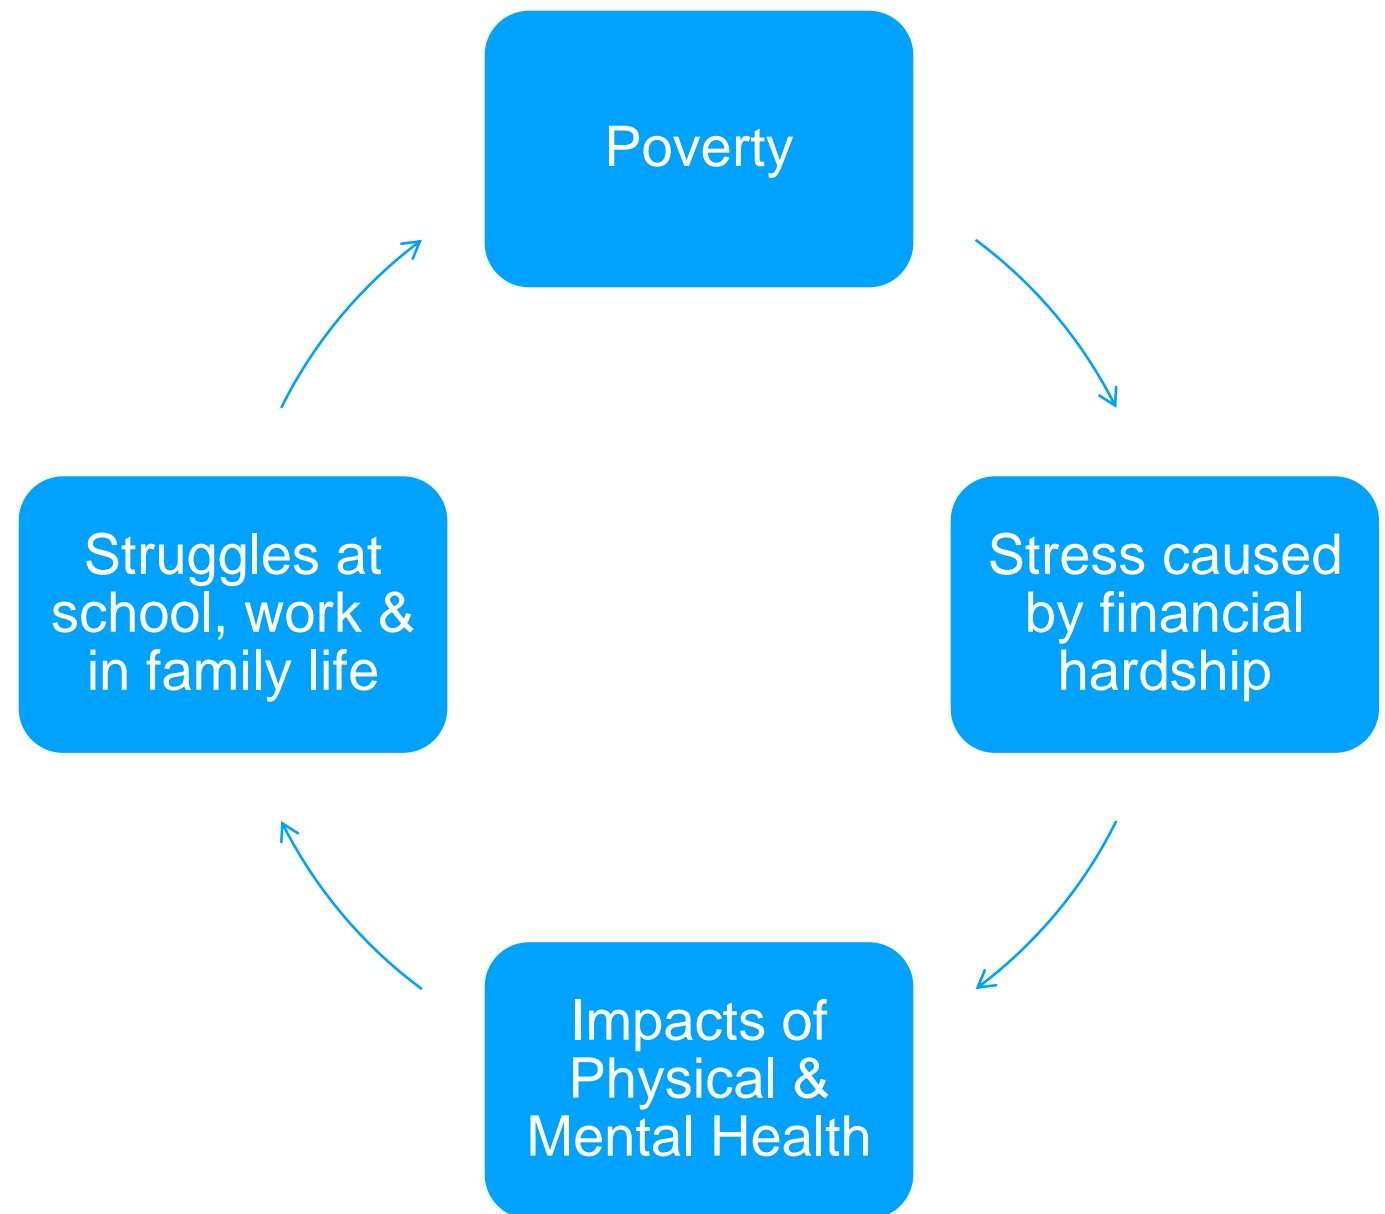 Poverty
Stress caused
by financial
hardship
Impacts of
Physical &
Mental Health
Struggles at
school, work &
in family life